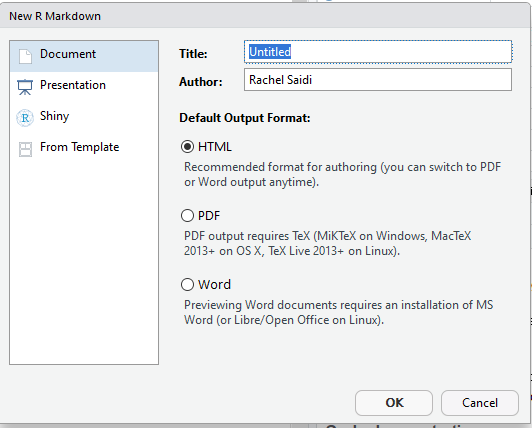 New R Markdown
Document
Presentation
Shiny
From Template
Title: Untitled
Author: Rachel Saidi
Default Output Format:
HTML
Recommended format for authoring (you can switch to PDF
or Word output anytime).
PDF
PDF output requires TeX (MiKTeX on Windows, MacTeX
2013+ on OS X, TeX Live 2013+ on Linux).
Word
Previewing Word documents requires an installation of MS
Word (or Libre/Open Office on Linux).
OK Cancel